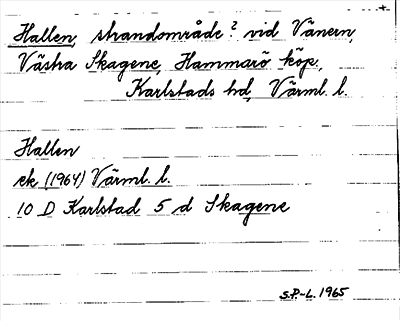 Hallen, strandområde? vid Vänern,
Västra Skagene, Hammarö köp.,
Karlstads hd, Värml. l.
Hallen
ek (1964) Värml. l.
10 D Karlstad 5 d Skagene
S.P.-L. 1965